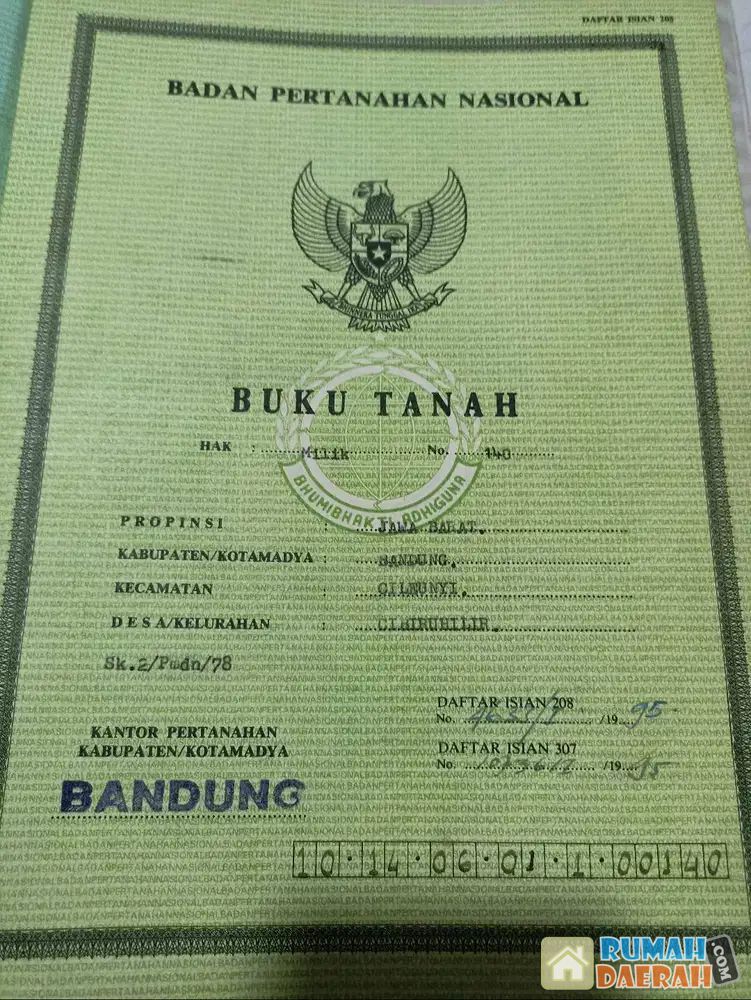 DAFTAR ISIAN 208
BADAN PERTANAHAN NASIONAL
BHINNEKA TUNGGAL IKA
BUKU TANAH
HAK : Milik No. 140
BHUMIBHAKTI ADHIGUNA
PROPINSI : JAWA BARAT.
KABUPATEN/KOTAMADYA : BANDUNG.
KECAMATAN : CILEUNYI.
DESA/KELURAHAN : CIBIRUHILIR.
Sk.2/Pmdn/78
DAFTAR ISIAN 208
No. /19 95
KANTOR PERTANAHAN
KABUPATEN/KOTAMADYA
DAFTAR ISIAN 307
No. /19 95
BANDUNG
10.14.06.01.1.00140
RUMAH
DAERAH
.COM